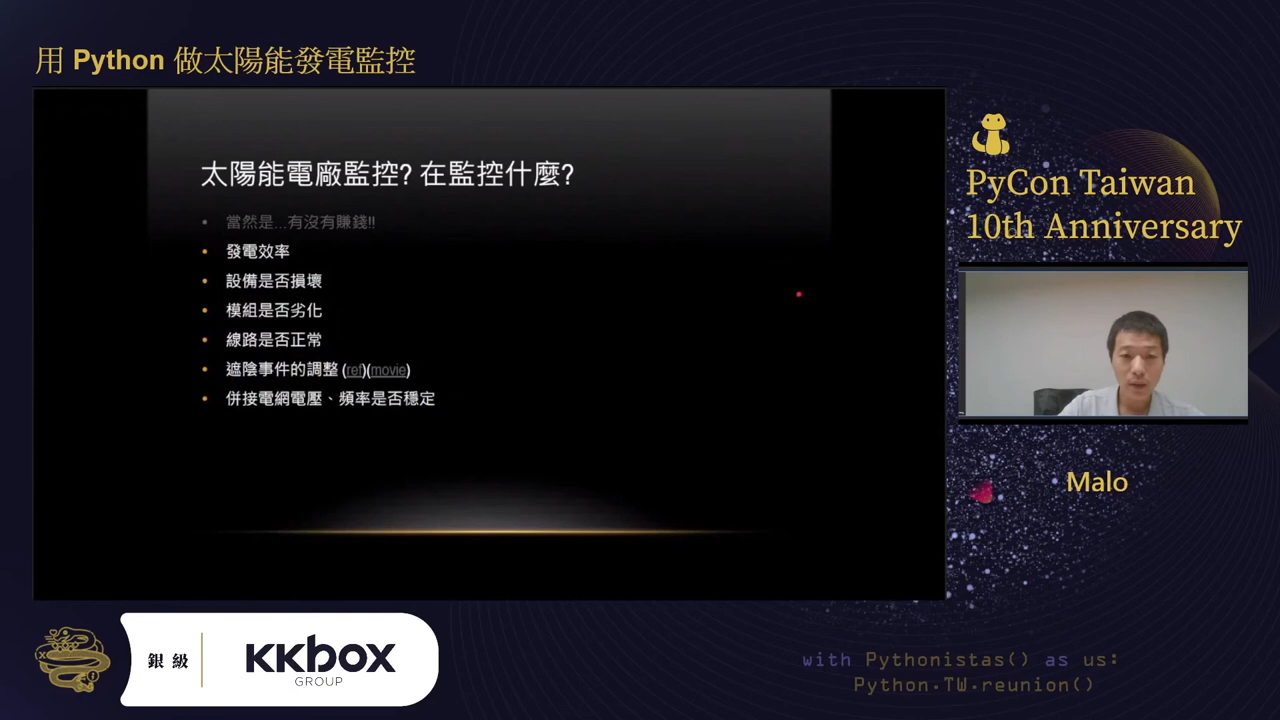 用 Python 做太陽能發電監控
太陽能電廠監控? 在監控什麼?
• 當然是...有沒有賺錢!!
• 發電效率
• 設備是否損壞
• 模組是否劣化
• 線路是否正常
• 遮陰事件的調整 (ref)(movie)
• 併接電網電壓、頻率是否穩定
PyCon Taiwan
10th Anniversary
Malo
銀級
KKBOX
GROUP
with Pythonistas() as us:
Python.TW.reunion()